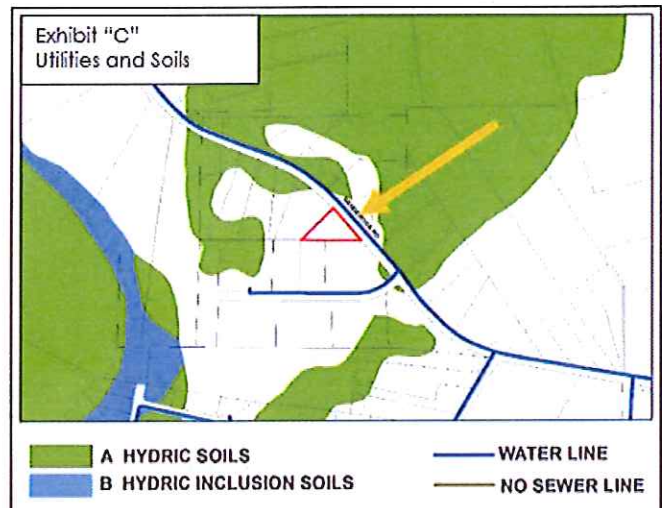 Exhibit "C"
Utilities and Soils
A HYDRIC SOILS
B HYDRIC INCLUSION SOILS
WATER LINE
NO SEWER LINE